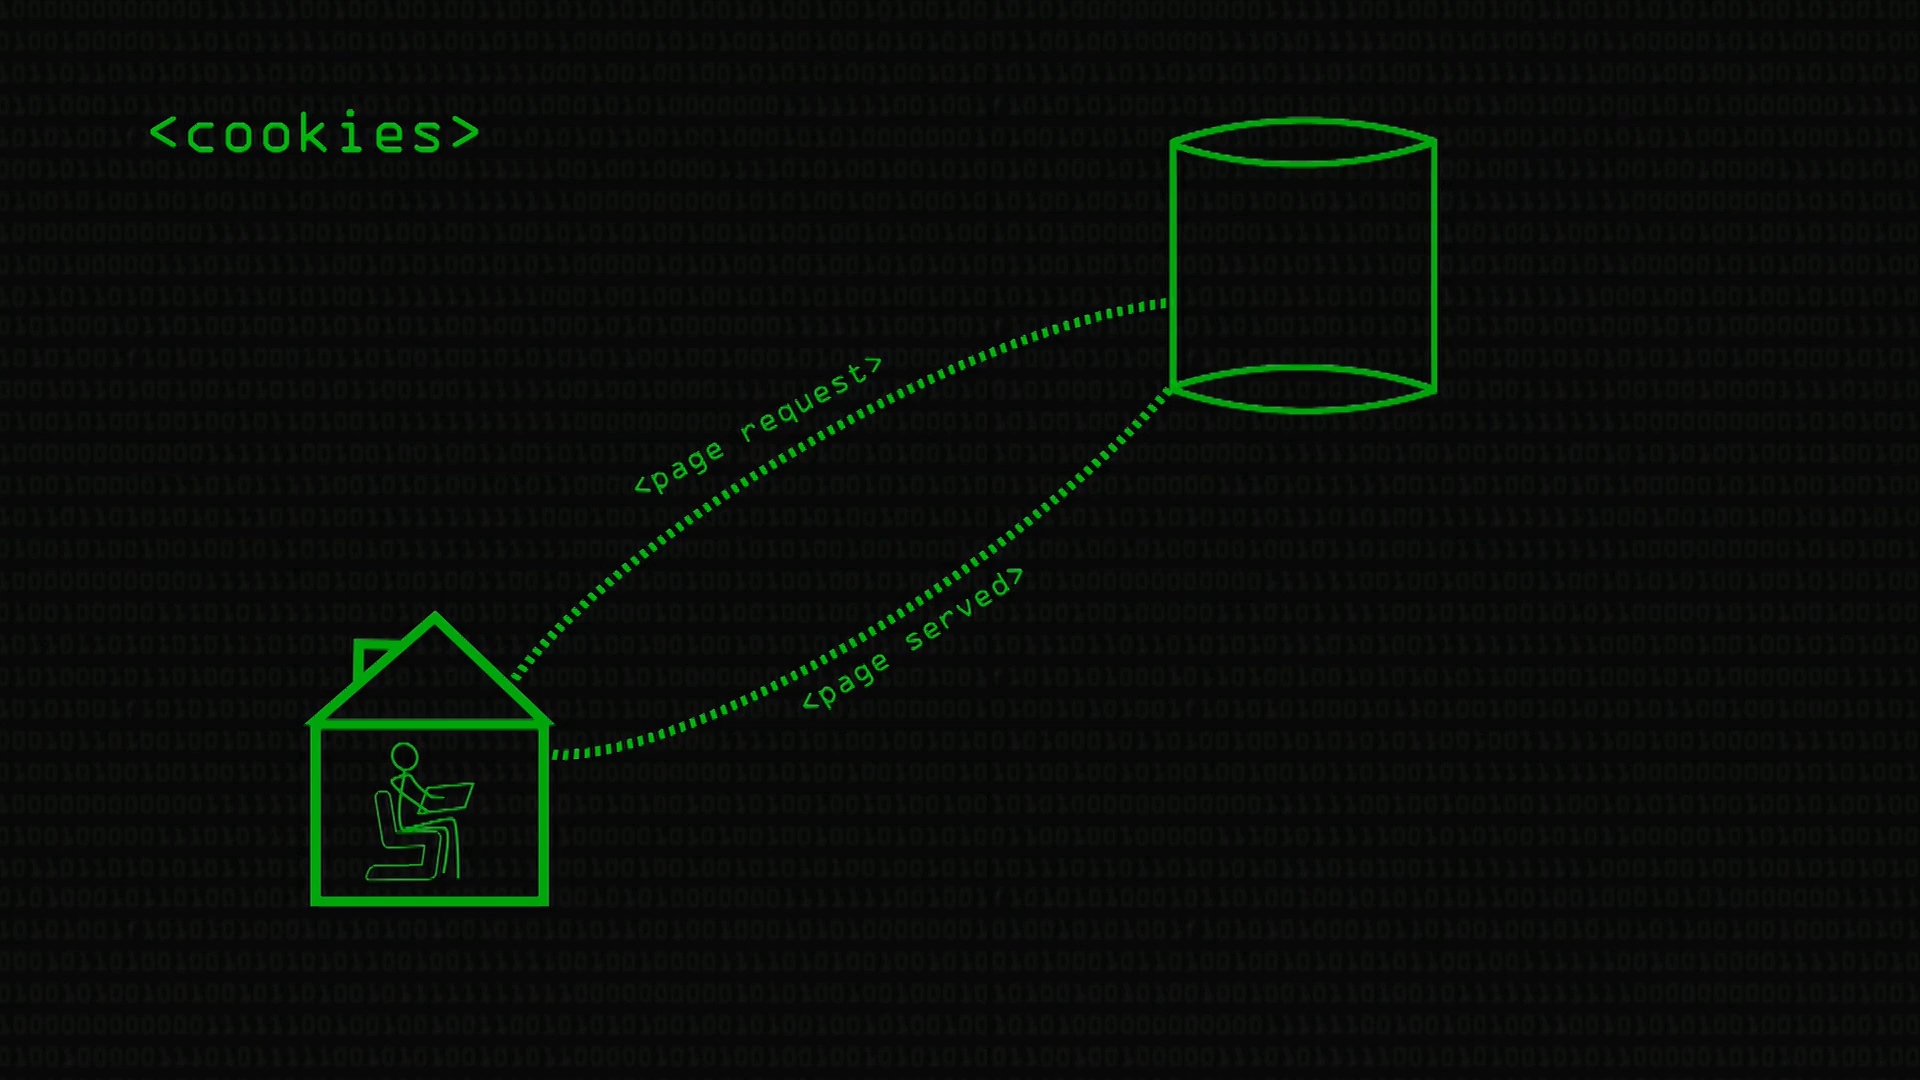 <cookies>
<page request>
<page served>